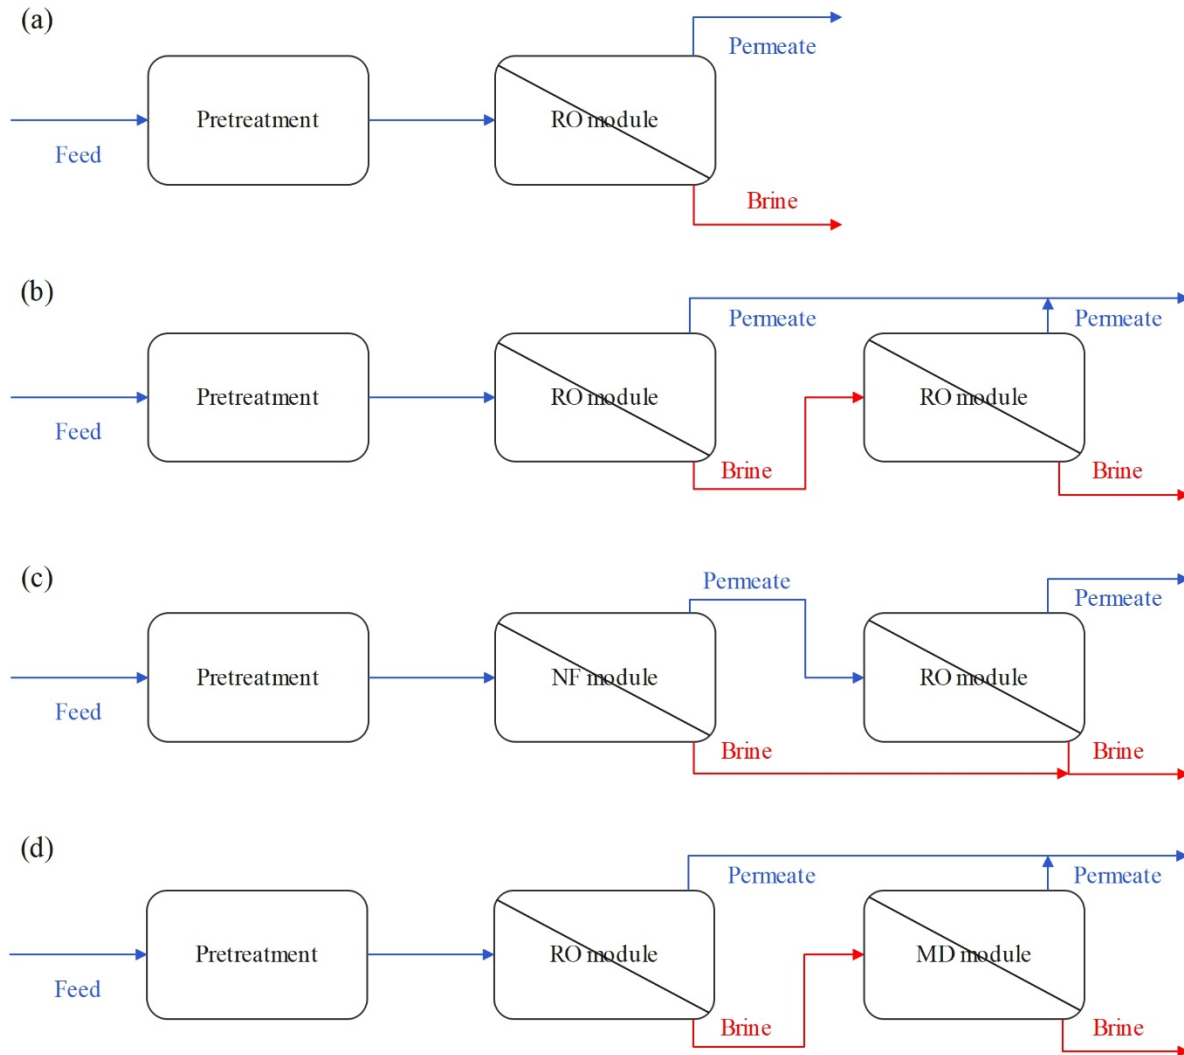 (a)
Permeate
Pretreatment
RO module
Feed
Brine
(b)
Permeate
Permeate
Pretreatment
RO module
RO module
Feed
Brine
Brine
(c)
Permeate
Permeate
Pretreatment
NF module
RO module
Feed
Brine
Brine
(d)
Permeate
Permeate
Pretreatment
RO module
MD module
Feed
Brine
Brine